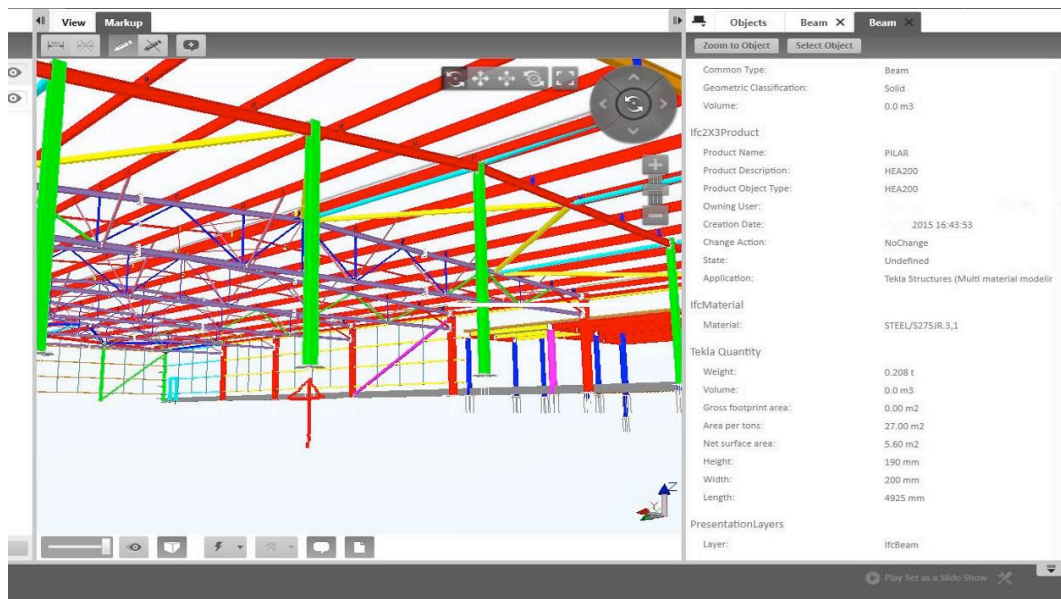 View Markup
Objects Beam X Beam X
Zoom to Object Select Object
Common Type: Beam
Geometric Classification: Solid
Volume: 0.0 m3
Ifc2X3Product
Product Name: PILAR
Product Description: HEA200
Product Object Type: HEA200
Owning User:
Creation Date: 2015 16:43:53
Change Action: NoChange
State: Undefined
Application: Tekla Structures (Multi material modelin
IfcMaterial
Material: STEEL/S275JR.3,1
Tekla Quantity
Weight: 0.208 t
Volume: 0.0 m3
Gross footprint area: 0.00 m2
Area per tons: 27.00 m2
Net surface area: 5.60 m2
Height: 190 mm
Width: 200 mm
Length: 4925 mm
PresentationLayers
Layer: IfcBeam
Z
Y
Play Set as a Slide Show